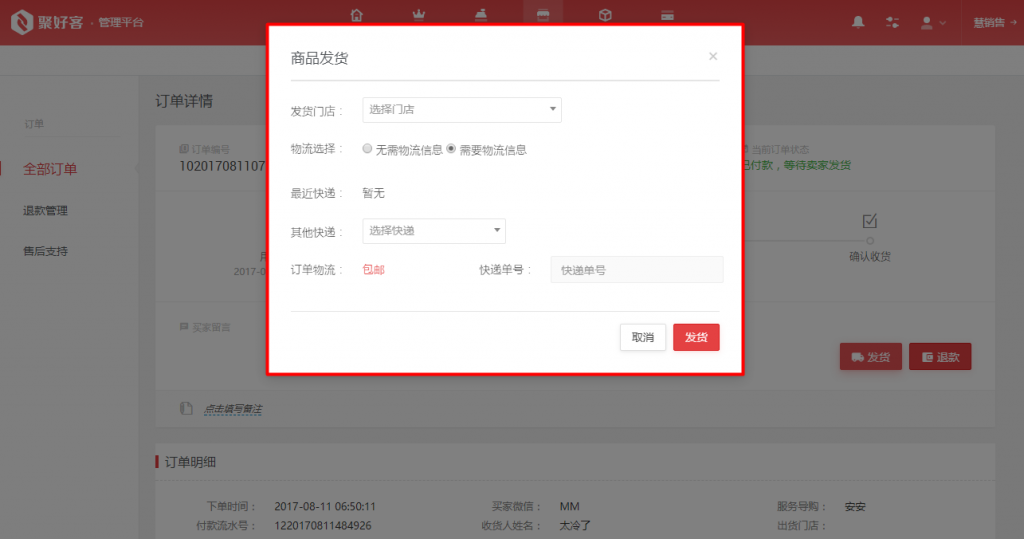 聚好客 · 管理平台
慧销售
商品发货
×
发货门店： 选择门店
物流选择： 无需物流信息 需要物流信息
最近快递： 暂无
其他快递： 选择快递
订单物流： 包邮 快递单号： 快递单号
取消 发货
订单
全部订单
退款管理
售后支持
订单详情
订单编号 当前订单状态
102017081107 已付款，等待卖家发货
确认收货
2017-0
买家留言
发货 退款
点击填写备注
订单明细
下单时间： 2017-08-11 06:50:11 买家微信： MM 服务导购： 安安
付款流水号： 1220170811484926 收货人姓名： 太冷了 出货门店：